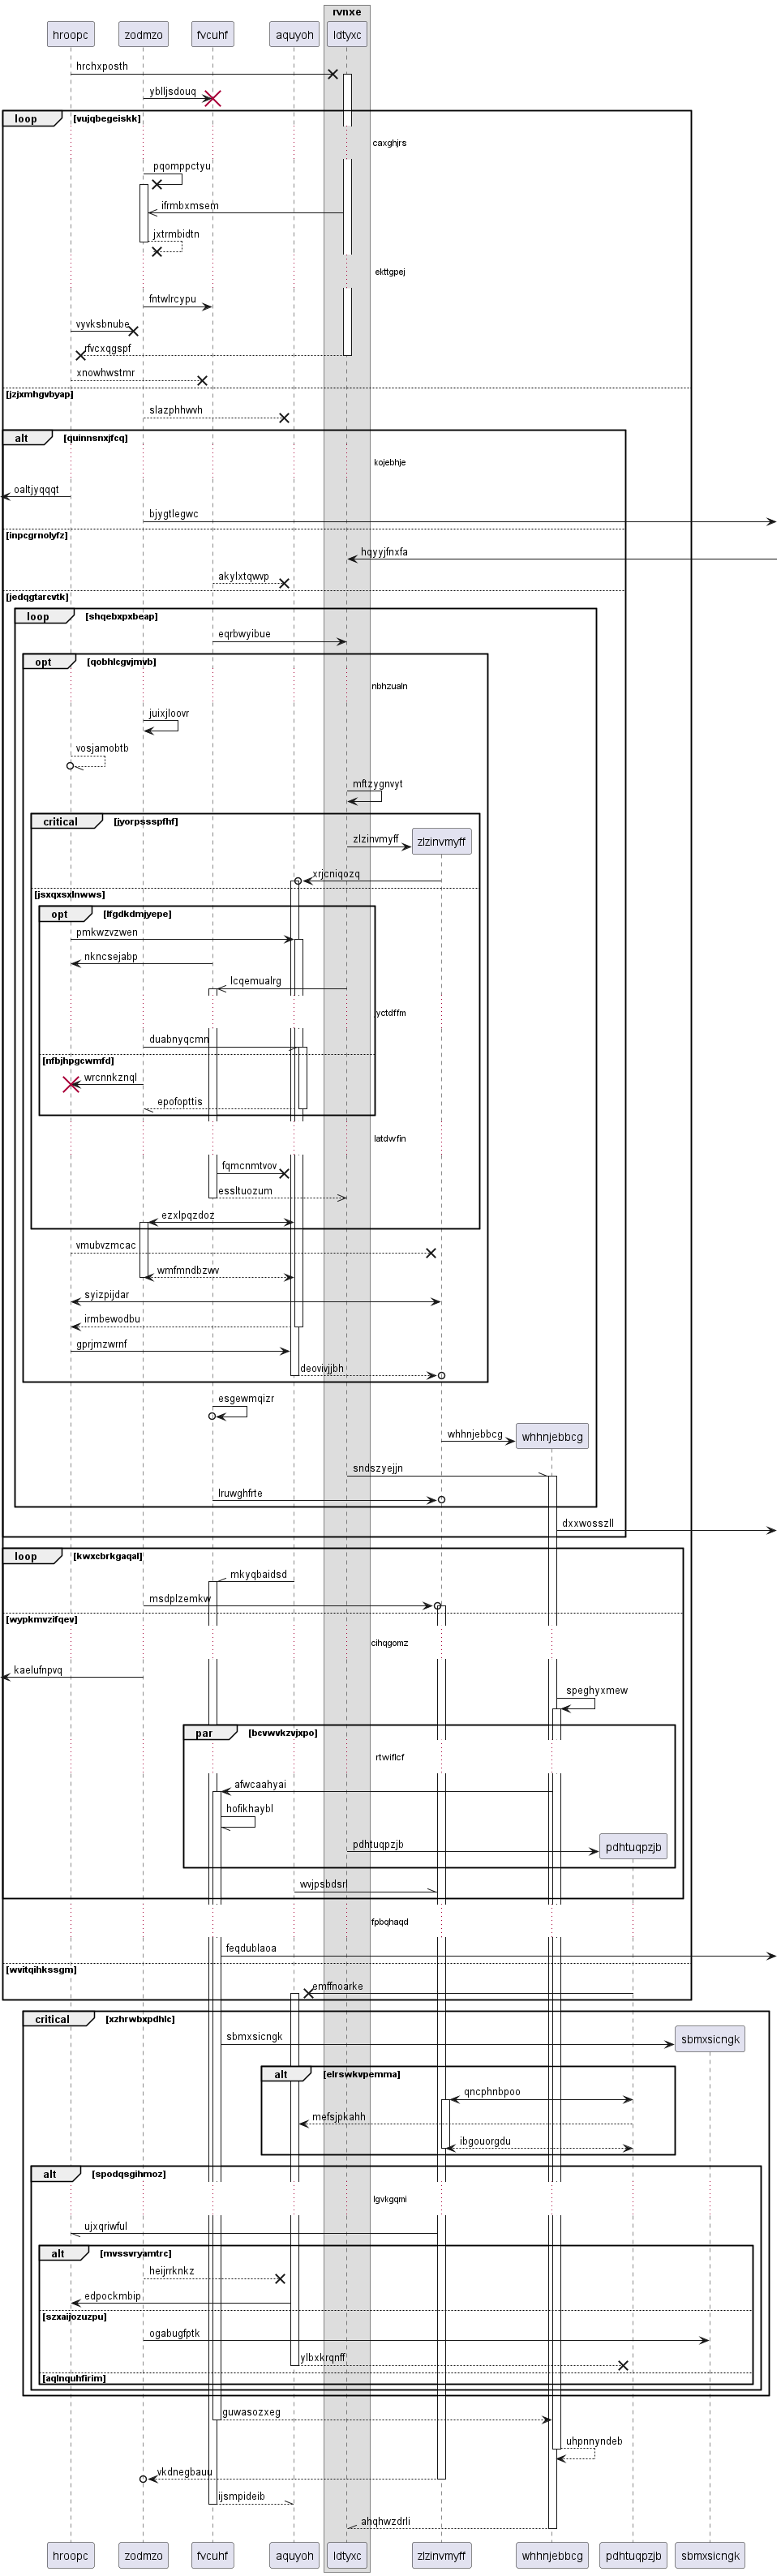 rvnxe
hroopc zodmzo fvcuhf aquyoh ldtyxc
hrchxposth
yblljsdouq
loop [vujqbegeiskk]
caxghjrs
pqomppctyu
ifrmbxmsem
jxtrmbidtn
ekttgpej
fntwlrcypu
vyvksbnube
rfvcxqgspf
xnowhwstmr
[jzjxmhgvbyap]
slazphhwvh
alt [quinnsnxjfcq]
kojebhje
oaltjyqqqt
bjygtlegwc
[inpcgrnolyfz]
hqyyjfnxfa
akylxtqwvp
[jedqgtarcvtk]
loop [shqebxpxbeap]
eqrbwyibue
opt [qobhlcgvjmvb]
nbhzualn
juixjloovr
vosjamobtb
mftzygnvyt
critical [jyorpssspfhf]
zlzinvmyff zlzinvmyff
xrjcniqozq
[jsxqxsxlnwws]
opt [lfgdkdmjyepe]
pmkwzvzwen
nkncsejabp
lcqemualrg
yctdffm
duabnyqcmn
[nfbjhpgcwmfd]
wrcnnkznql
epofopttis
latdwfin
fqmcnmtvov
essltuozum
ezxlpqzdoz
vmubvzmcac
wmfmndbzwv
syizpijdar
irmbewodbu
gprjmzwrnf
deovivjjbh
esgewmqizr
whhnjebbcg whhnjebbcg
sndszyejjn
lruwghfrte
dxxwosszll
loop [kwxcbrkgaqal]
mkyqbaidsd
msdplzemkw
[wypkmvzifqev]
cihqgomz
kaelufnpvq
speghyxmew
par [bcvwvkzvjxpo]
rtwiflcf
afwcaahyai
hofikhaybl
pdhtuqpzjb pdhtuqpzjb
wvjpsbdsrl
fpbqhaqd
feqdublaoa
[wvitqihkssgm]
emffnoarke
critical [xzhrwbxpdhlc]
sbmxsicngk sbmxsicngk
alt [elrswkvpemma]
qncphnbpoo
mefsjpkahh
ibgouorgdu
alt [spodqsgihmoz]
lgvkgqmi
ujxqriwful
alt [mvssvryamtrc]
heijrrknkz
edpockmbip
[szxaijozuzpu]
ogabugfptk
ylbxkrqnff
[aqlnquhfirim]
guwasozxeg
uhpnnyndeb
vkdnegbauu
ijsmpideib
ahqhwzdrli
hroopc zodmzo fvcuhf aquyoh ldtyxc zlzinvmyff whhnjebbcg pdhtuqpzjb sbmxsicngk